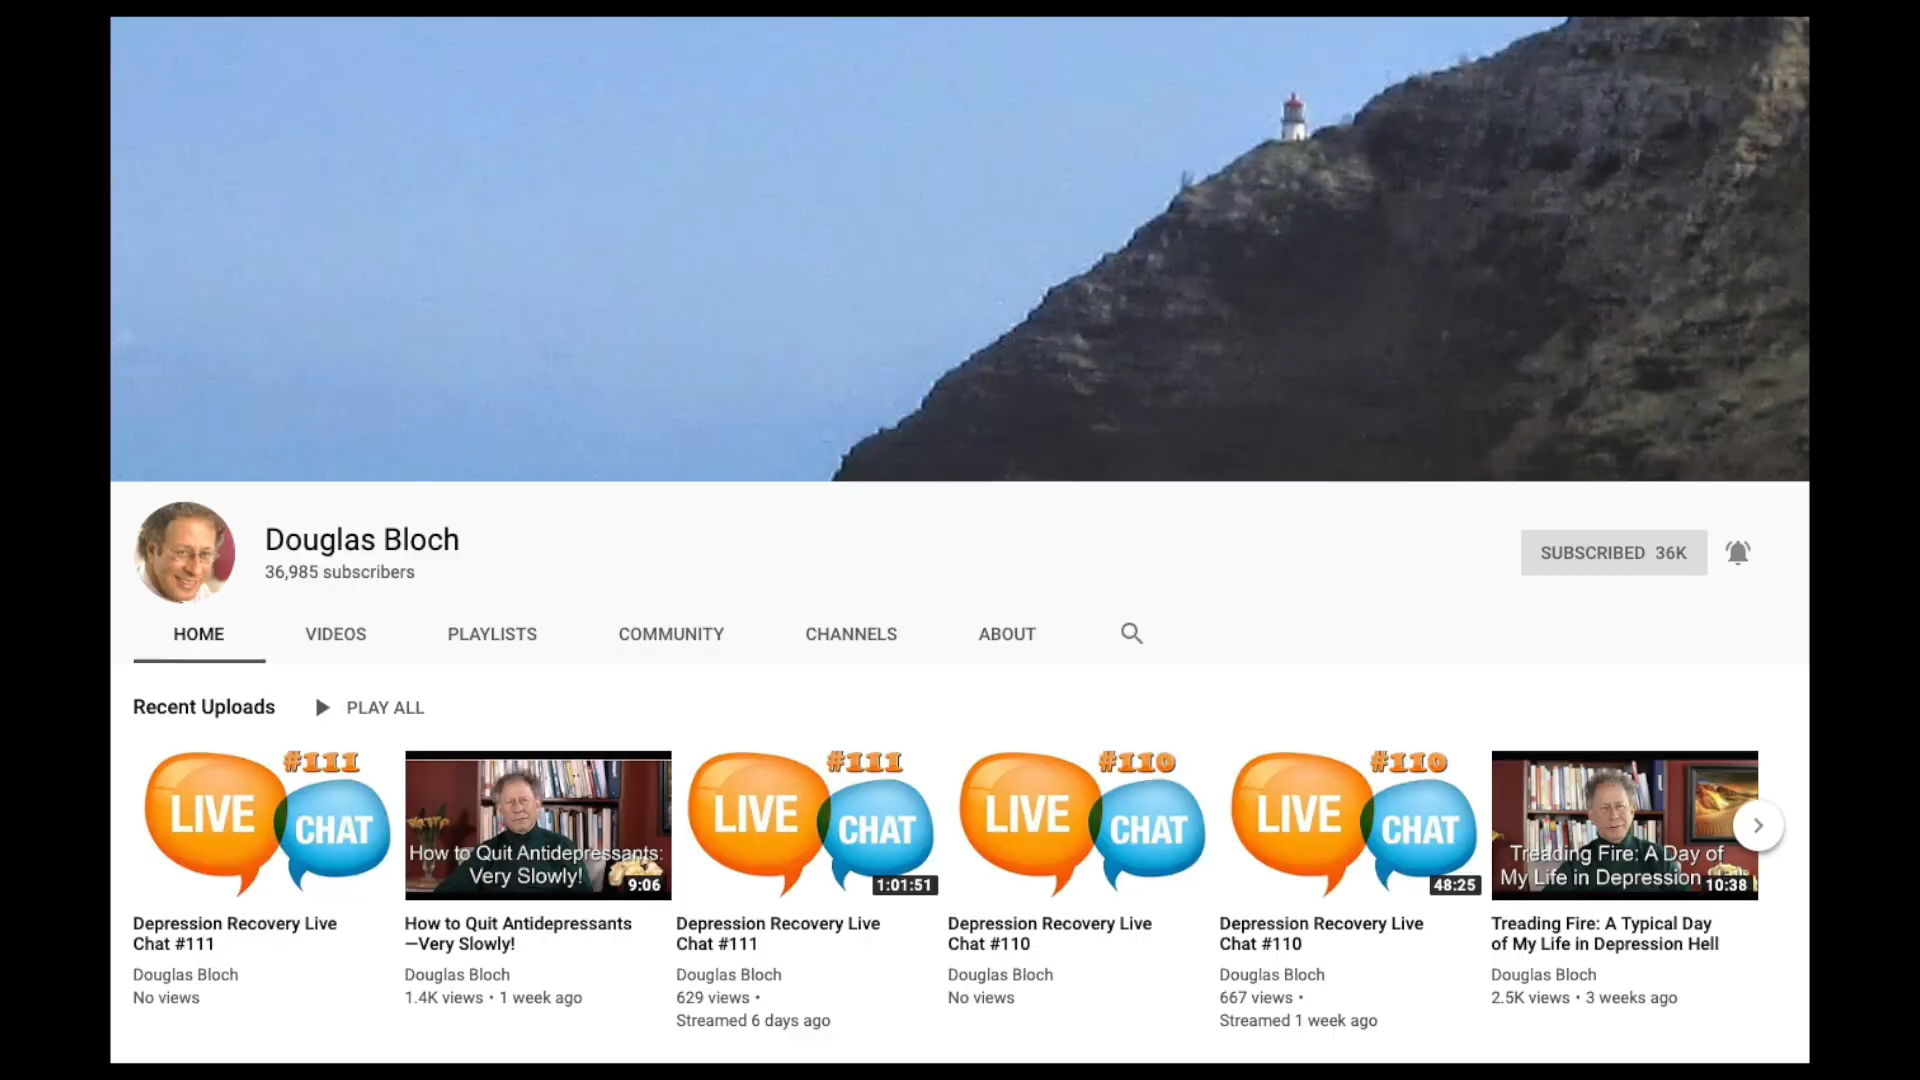 Douglas Bloch
36,985 subscribers
SUBSCRIBED 36K
HOME VIDEOS PLAYLISTS COMMUNITY CHANNELS ABOUT
Recent Uploads PLAY ALL
#111
LIVE
CHAT
Depression Recovery Live
Chat #111
Douglas Bloch
No views
How to Quit Antidepressants:
Very Slowly!
9:06
How to Quit Antidepressants
—Very Slowly!
Douglas Bloch
1.4K views • 1 week ago
#111
LIVE
CHAT
1:01:51
Depression Recovery Live
Chat #111
Douglas Bloch
629 views •
Streamed 6 days ago
#110
LIVE
CHAT
Depression Recovery Live
Chat #110
Douglas Bloch
No views
#110
LIVE
CHAT
48:25
Depression Recovery Live
Chat #110
Douglas Bloch
667 views •
Streamed 1 week ago
Treading Fire: A Day of
My Life in Depression
10:38
Treading Fire: A Typical Day
of My Life in Depression Hell
Douglas Bloch
2.5K views • 3 weeks ago